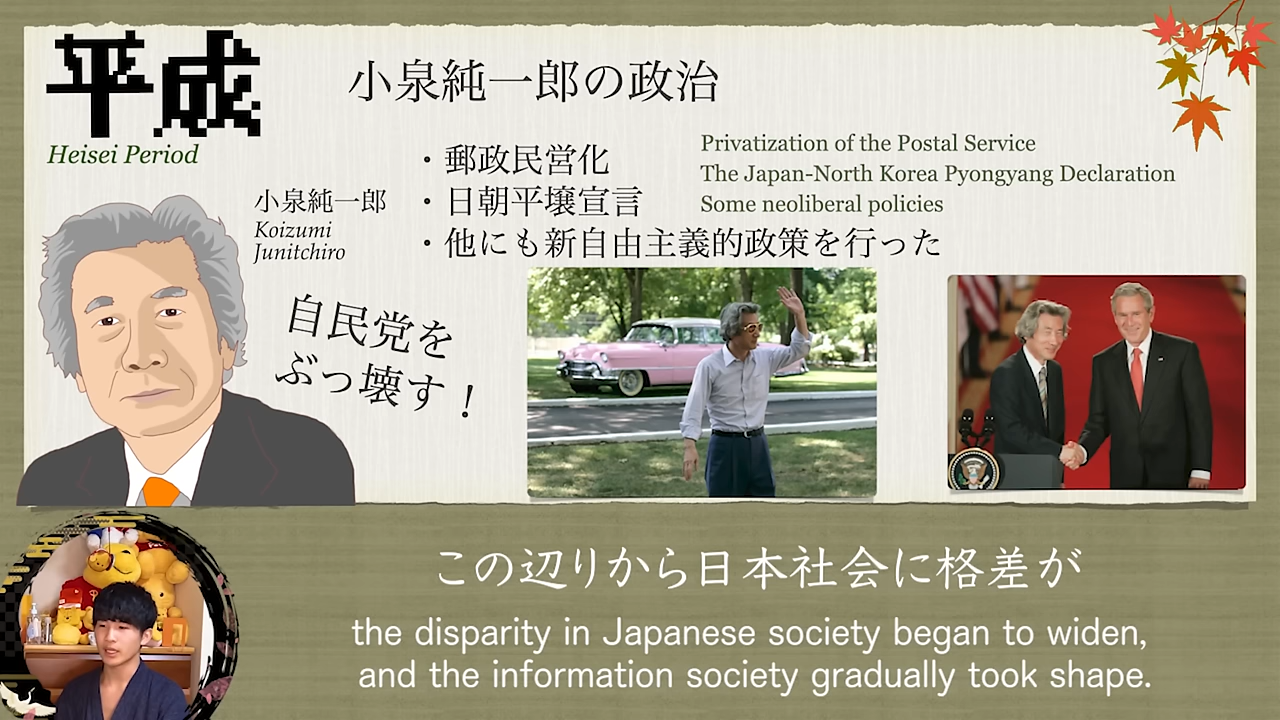 平成
Heisei Period
小泉純一郎の政治
・郵政民営化
・日朝平壌宣言
・他にも新自由主義的政策を行った
Privatization of the Postal Service
The Japan-North Korea Pyongyang Declaration
Some neoliberal policies
小泉純一郎
Koizumi
Junitchiro
自民党を
ぶっ壊す！
この辺りから日本社会に格差が
the disparity in Japanese society began to widen,
and the information society gradually took shape.